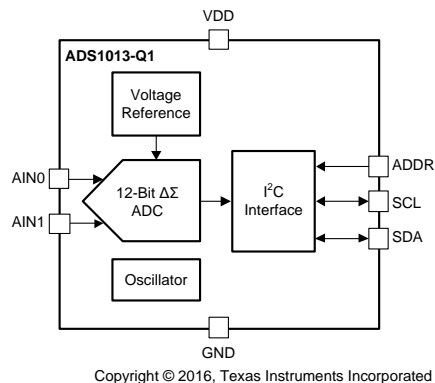 VDD
ADS1013-Q1
Voltage
Reference
AIN0
AIN1
12-Bit ΔΣ
ADC
I²C
Interface
ADDR
SCL
SDA
Oscillator
GND
Copyright © 2016, Texas Instruments Incorporated